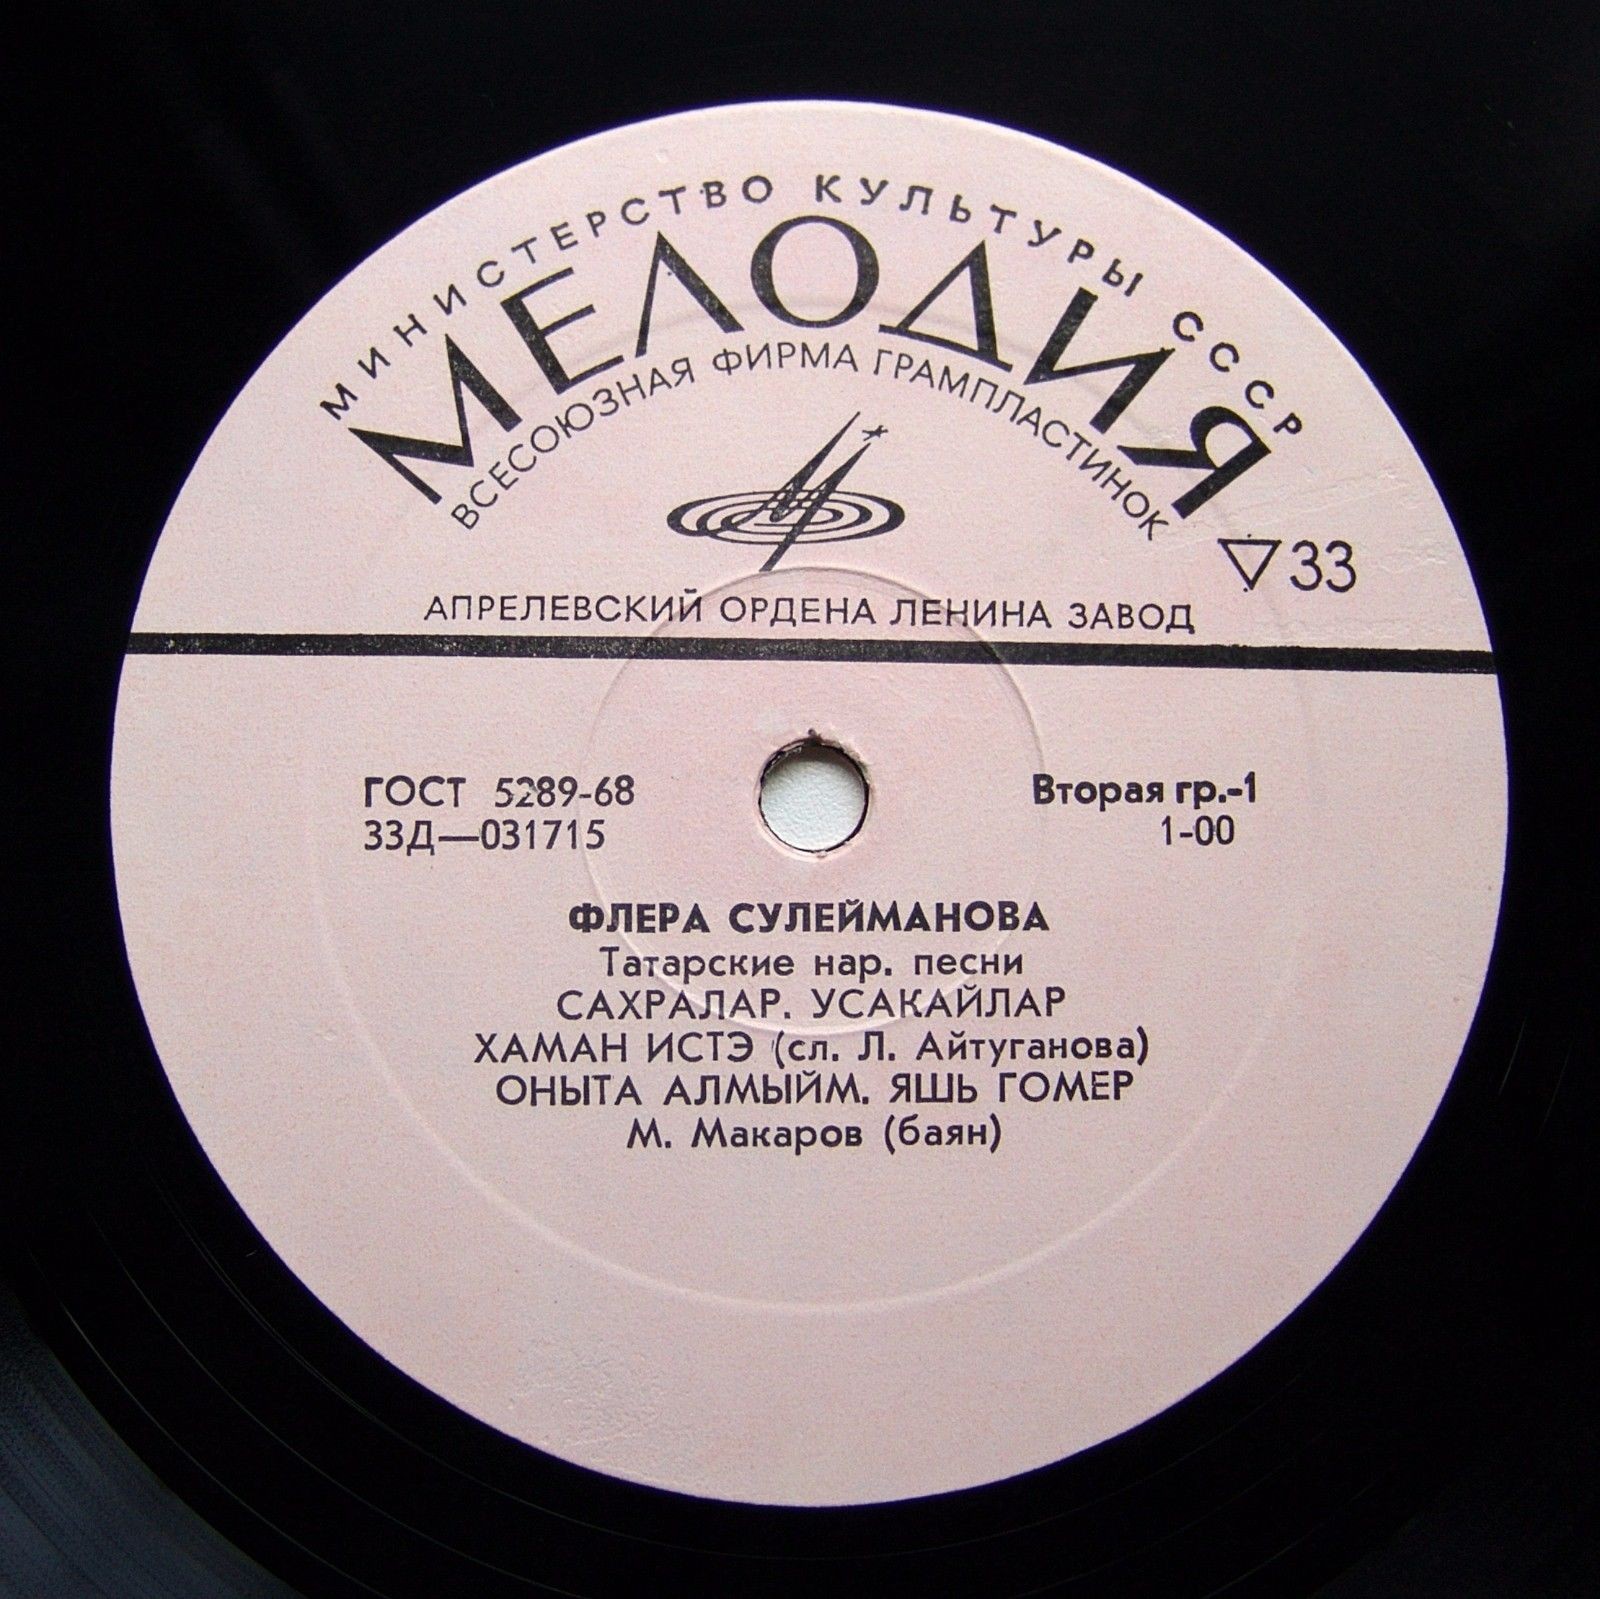 МИНИСТЕРСТВО КУЛЬТУРЫ СССР
МЕЛОДИЯ
ВСЕСОЮЗНАЯ ФИРМА ГРАМПЛАСТИНОК
33
АПРЕЛЕВСКИЙ ОРДЕНА ЛЕНИНА ЗАВОД
ГОСТ 5289-68
33Д—031715
Вторая гр.-1
1-00
ФЛЕРА СУЛЕЙМАНОВА
Татарские нар. песни
САХРАЛАР. УСАКАЙЛАР
ХАМАН ИСТЭ (сл. Л. Айтуганова)
ОНЫТА АЛМЫЙМ. ЯШЬ ГОМЕР
М. Макаров (баян)